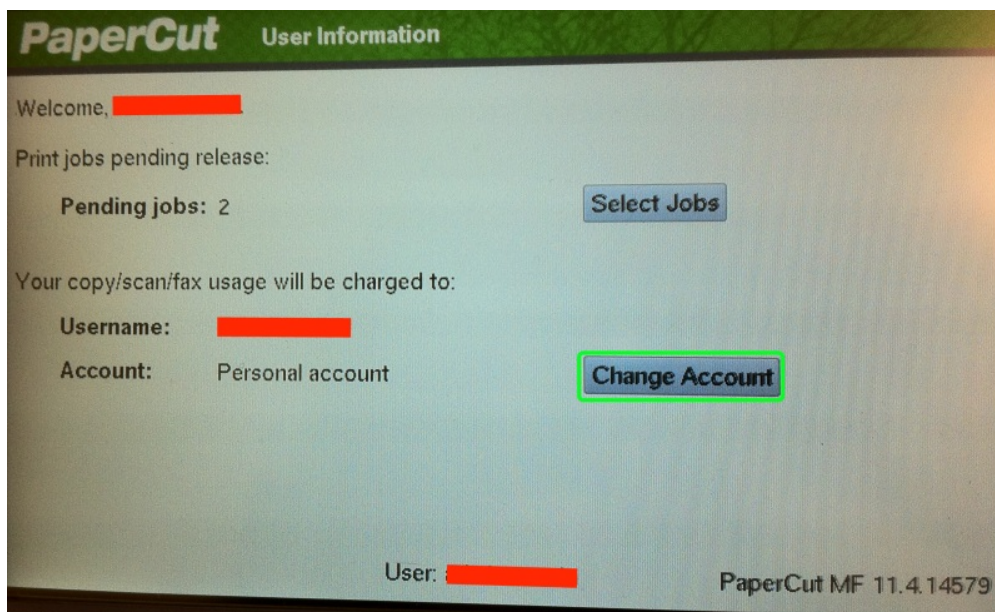 PaperCut User Information
Welcome,
Print jobs pending release:
Pending jobs: 2 Select Jobs
Your copy/scan/fax usage will be charged to:
Username:
Account: Personal account Change Account
User:
PaperCut MF 11.4.14579